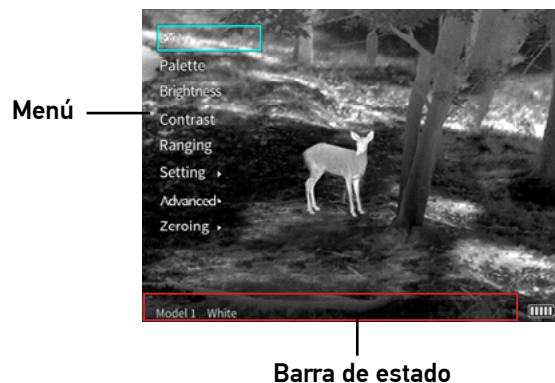 Palette
Brightness
Menú
Contrast
Ranging
Setting
Advanced
Zeroing
Model 1 White
Barra de estado